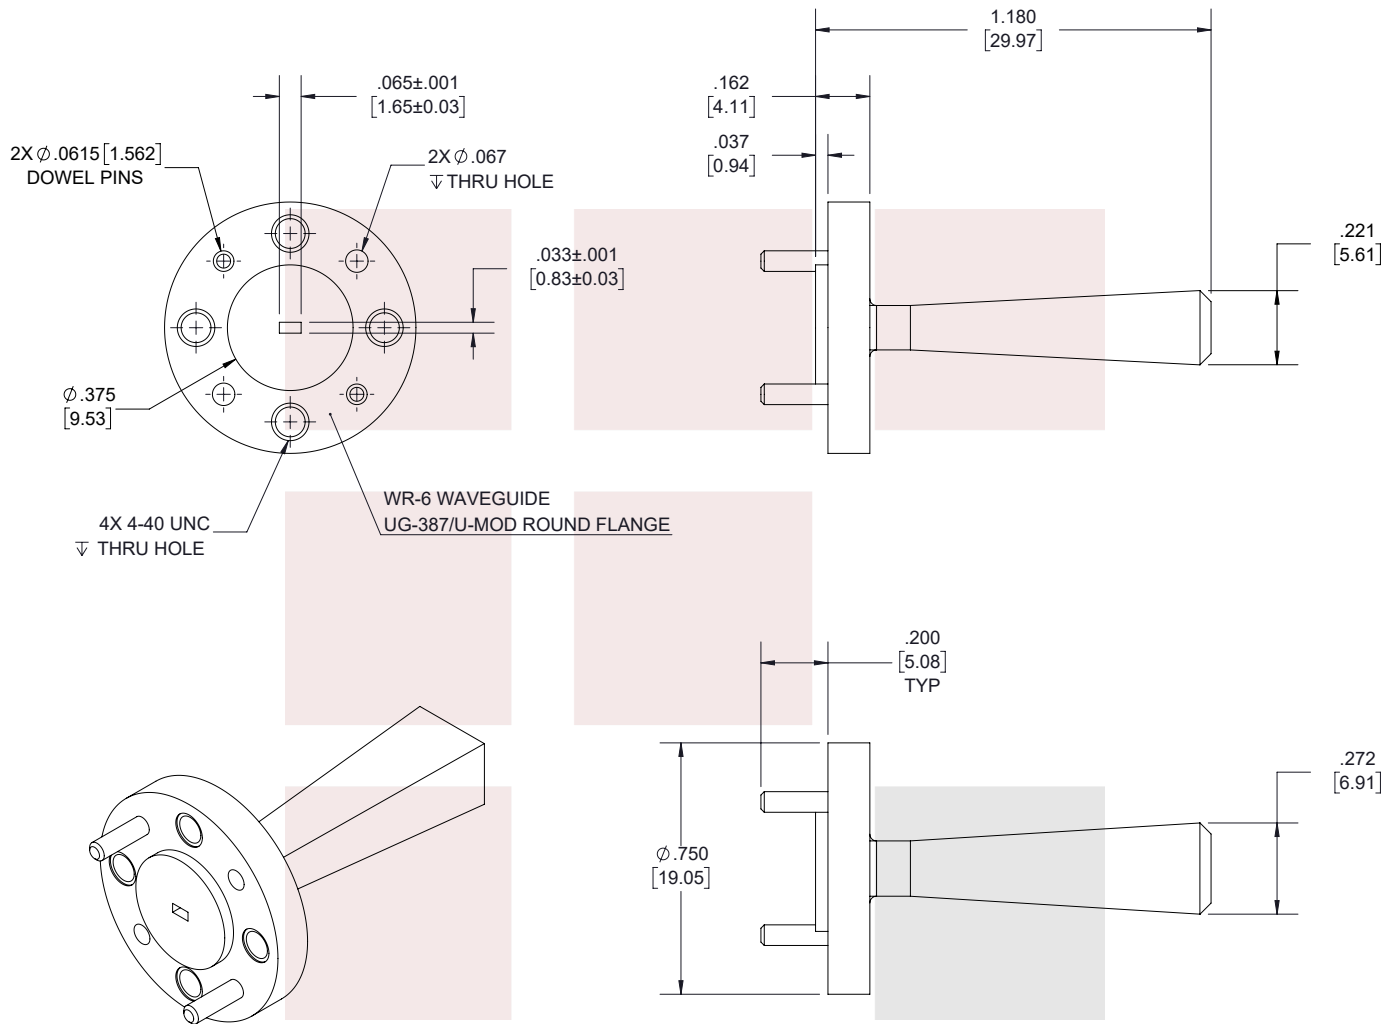 1.180
[29.97]
.065±.001
[1.65±0.03]
.162
[4.11]
.037
[0.94]
2X ⌀.0615 [1.562]
DOWEL PINS
2X ⌀.067
↧ THRU HOLE
.221
[5.61]
.033±.001
[0.83±0.03]
⌀.375
[9.53]
WR-6 WAVEGUIDE
UG-387/U-MOD ROUND FLANGE
4X 4-40 UNC
↧ THRU HOLE
.200
[5.08]
TYP
.272
[6.91]
⌀.750
[19.05]